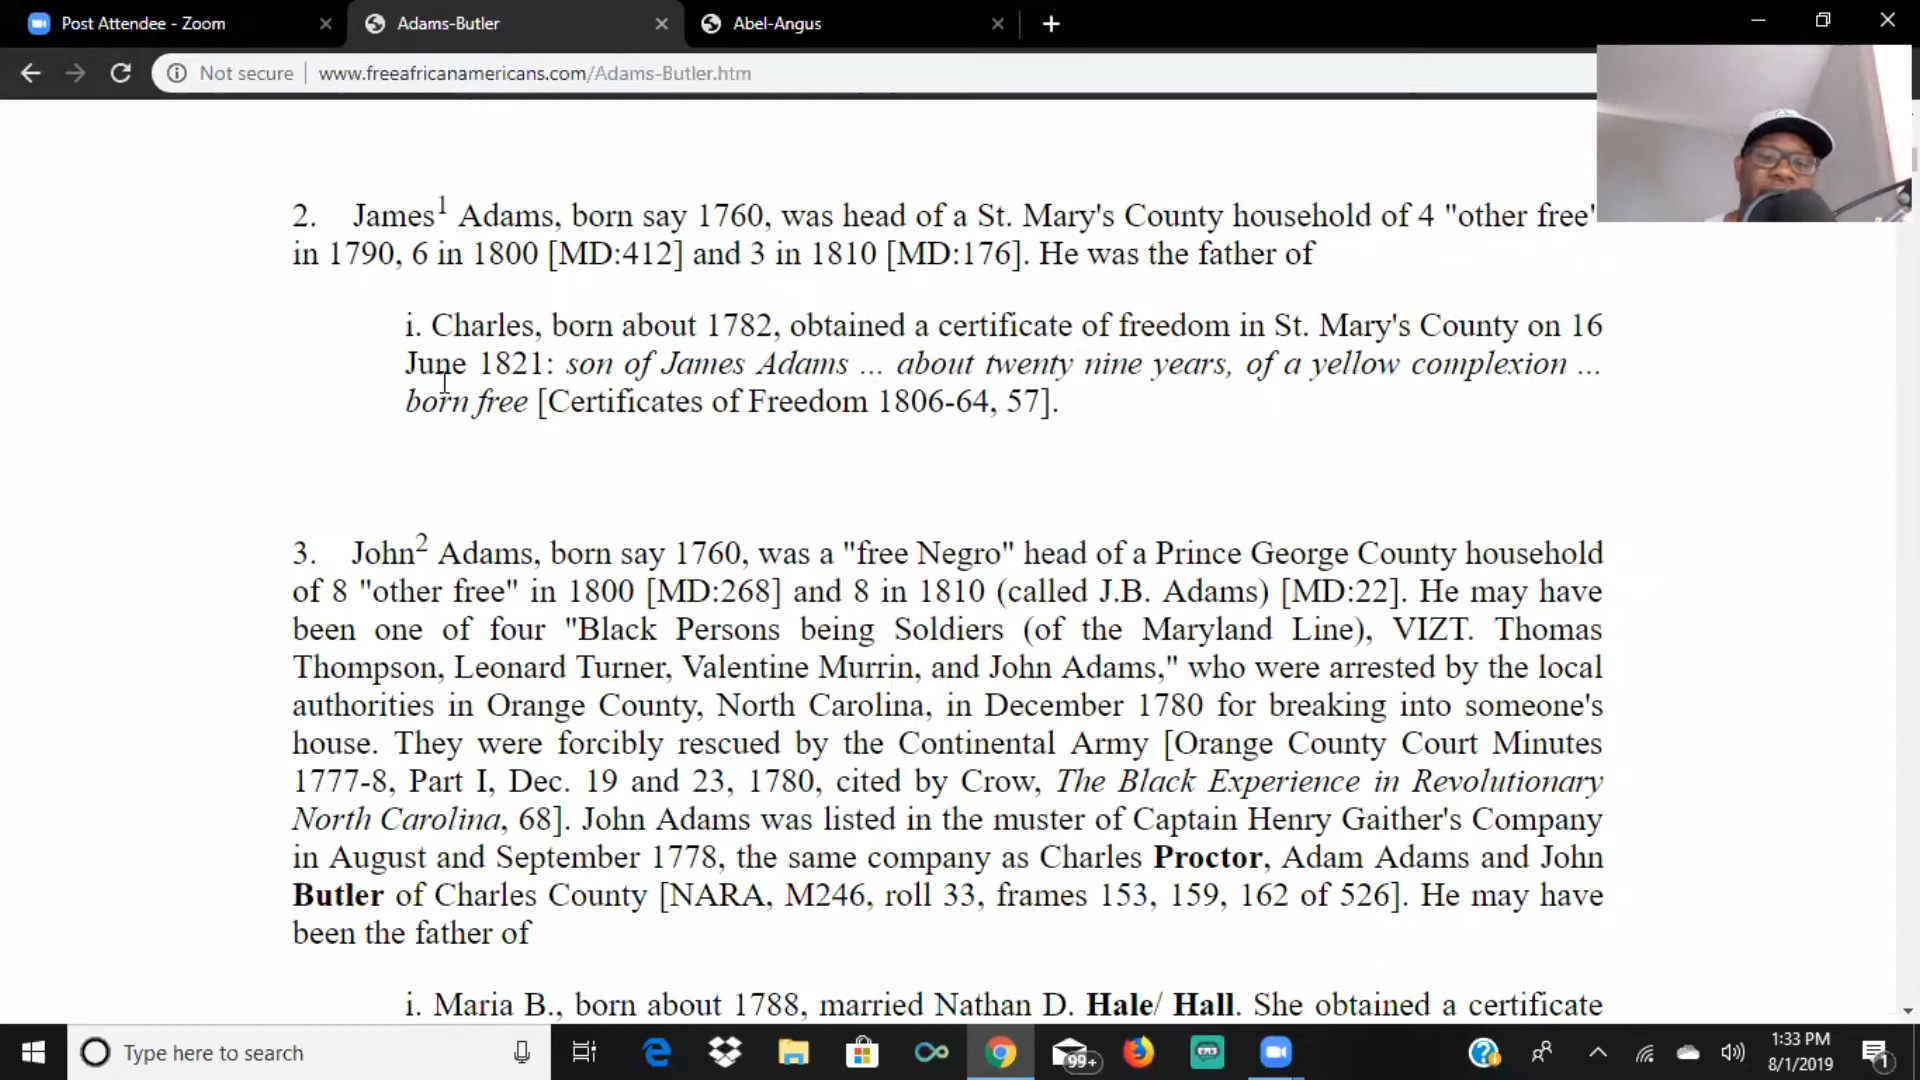 Post Attendee - Zoom
Adams-Butler
Abel-Angus
Not secure
www.freeafricanamericans.com/Adams-Butler.htm
2. James1 Adams, born say 1760, was head of a St. Mary's County household of 4 "other free"
in 1790, 6 in 1800 [MD:412] and 3 in 1810 [MD:176]. He was the father of
i. Charles, born about 1782, obtained a certificate of freedom in St. Mary's County on 16
June 1821: son of James Adams ... about twenty nine years, of a yellow complexion ...
born free [Certificates of Freedom 1806-64, 57].
3. John2 Adams, born say 1760, was a "free Negro" head of a Prince George County household
of 8 "other free" in 1800 [MD:268] and 8 in 1810 (called J.B. Adams) [MD:22]. He may have
been one of four "Black Persons being Soldiers (of the Maryland Line), VIZT. Thomas
Thompson, Leonard Turner, Valentine Murrin, and John Adams," who were arrested by the local
authorities in Orange County, North Carolina, in December 1780 for breaking into someone's
house. They were forcibly rescued by the Continental Army [Orange County Court Minutes
1777-8, Part I, Dec. 19 and 23, 1780, cited by Crow, The Black Experience in Revolutionary
North Carolina, 68]. John Adams was listed in the muster of Captain Henry Gaither's Company
in August and September 1778, the same company as Charles Proctor, Adam Adams and John
Butler of Charles County [NARA, M246, roll 33, frames 153, 159, 162 of 526]. He may have
been the father of
i. Maria B., born about 1788, married Nathan D. Hale/ Hall. She obtained a certificate
Type here to search
99+
1:33 PM
8/1/2019
1